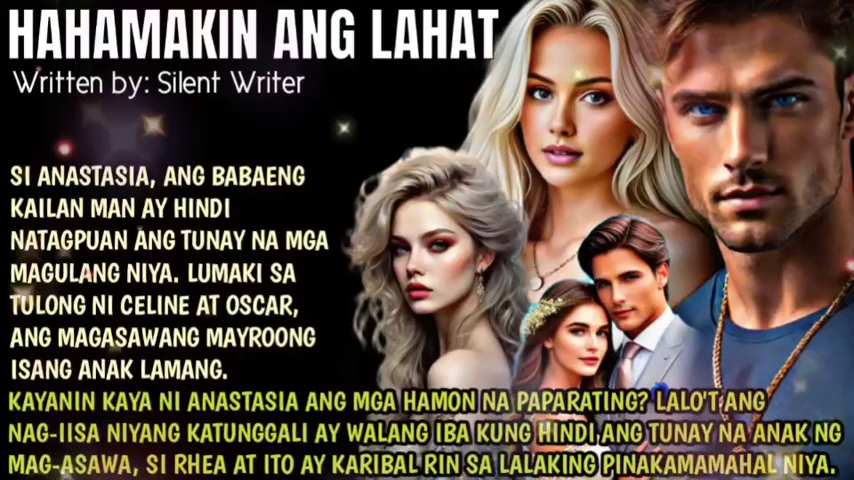 HAHAMAKIN ANG LAHAT
Written by: Silent Writer
SI ANASTASIA, ANG BABAENG
KAILAN MAN AY HINDI
NATAGPUAN ANG TUNAY NA MGA
MAGULANG NIYA. LUMAKI SA
TULONG NI CELINE AT OSCAR,
ANG MAGASAWANG MAYROONG
ISANG ANAK LAMANG.
KAYANIN KAYA NI ANASTASIA ANG MGA HAMON NA PAPARATING? LALO'T ANG
NAG-IISA NIYANG KATUNGGALI AY WALANG IBA KUNG HINDI ANG TUNAY NA ANAK NG
MAG-ASAWA, SI RHEA AT ITO AY KARIBAL RIN SA LALAKING PINAKAMAMAHAL NIYA.